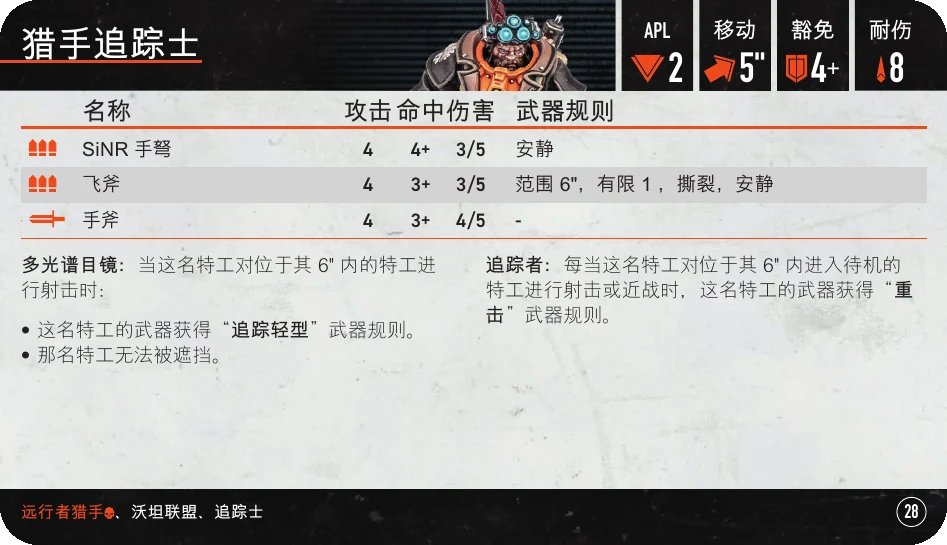 猎手追踪士
APL 移动 豁免 耐伤
2 5" 4+ 8
名称 攻击 命中 伤害 武器规则
SiNR 手弩 4 4+ 3/5 安静
飞斧 4 3+ 3/5 范围 6"，有限 1 ，撕裂，安静
手斧 4 3+ 4/5 -
多光谱目镜：当这名特工对位于其 6" 内的特工进
行射击时：
• 这名特工的武器获得“追踪轻型”武器规则。
• 那名特工无法被遮挡。
追踪者：每当这名特工对位于其 6" 内进入待机的
特工进行射击或近战时，这名特工的武器获得“重
击”武器规则。
远行者猎手、沃坦联盟、追踪士
28